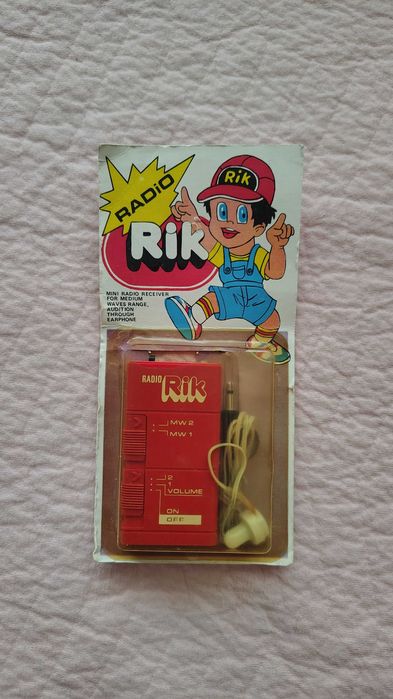 RADiO
Rik
Rik
MINI RADIO RECEIVER
FOR MEDIUM
WAVES RANGE,
AUDITION
THROUGH
EARPHONE
RADIO Rik
MW 2
MW 1
2
1
VOLUME
ON
OFF